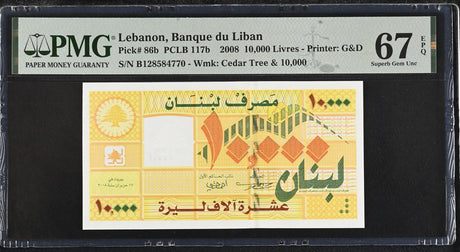 PMG
PAPER MONEY GUARANTY
Lebanon, Banque du Liban
Pick# 86b PCLB 117b 2008 10,000 Livres - Printer: G&D
S/N B128584770 - Wmk: Cedar Tree & 10,000
67 EPQ
Superb Gem Unc
مصرف لبنان
١٠,٠٠٠
١٠٠٠٠
لبنان
١٠,٠٠٠
عشرة آلاف ليرة